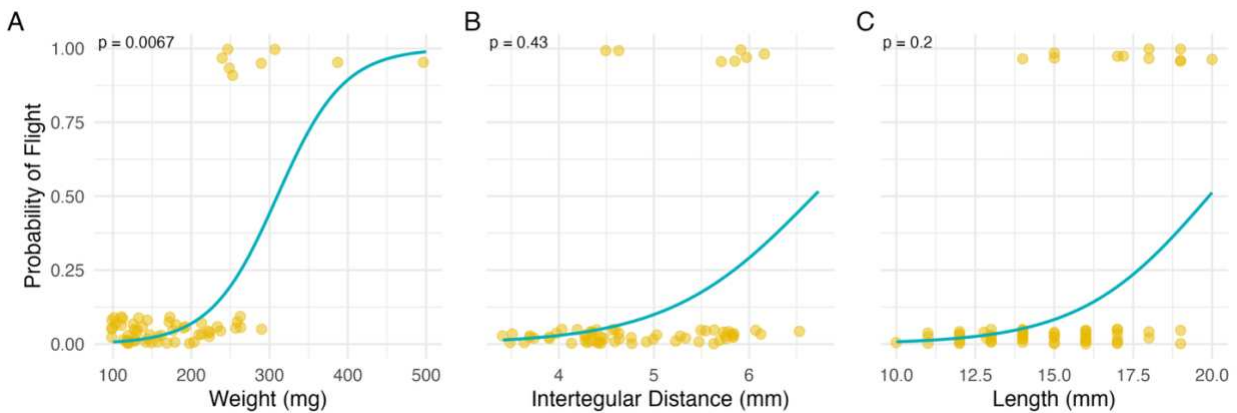 A
B
C
p = 0.0067
p = 0.43
p = 0.2
Probability of Flight
1.00
0.75
0.50
0.25
0.00
100 200 300 400 500
4 5 6
10.0 12.5 15.0 17.5 20.0
Weight (mg)
Intertegular Distance (mm)
Length (mm)